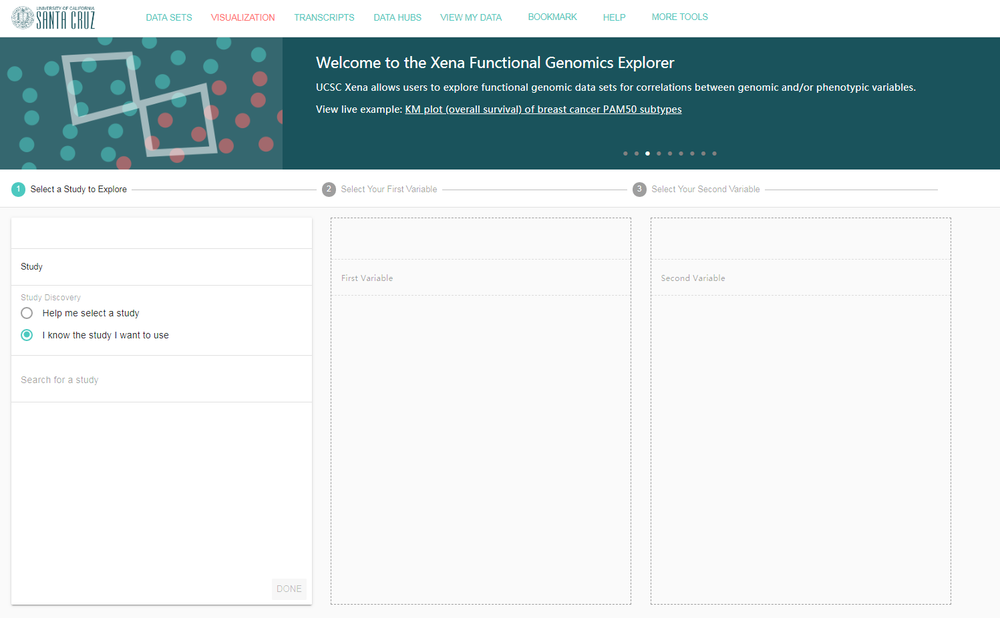 UNIVERSITY OF CALIFORNIA
SANTA CRUZ
DATA SETS VISUALIZATION TRANSCRIPTS DATA HUBS VIEW MY DATA BOOKMARK HELP MORE TOOLS
Welcome to the Xena Functional Genomics Explorer
UCSC Xena allows users to explore functional genomic data sets for correlations between genomic and/or phenotypic variables.
View live example: KM plot (overall survival) of breast cancer PAM50 subtypes
1 Select a Study to Explore 2 Select Your First Variable 3 Select Your Second Variable
Study
Study Discovery
Help me select a study
I know the study I want to use
Search for a study
DONE
First Variable
Second Variable